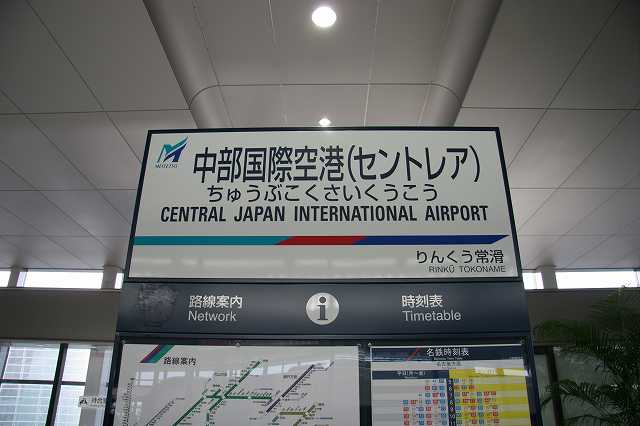 MEITETSU
中部国際空港(セントレア)
ちゅうぶこくさいくうこう
CENTRAL JAPAN INTERNATIONAL AIRPORT
りんくう常滑
RINKŪ TOKONAME
路線案内
Network
i
時刻表
Timetable
路線案内
名鉄時刻表